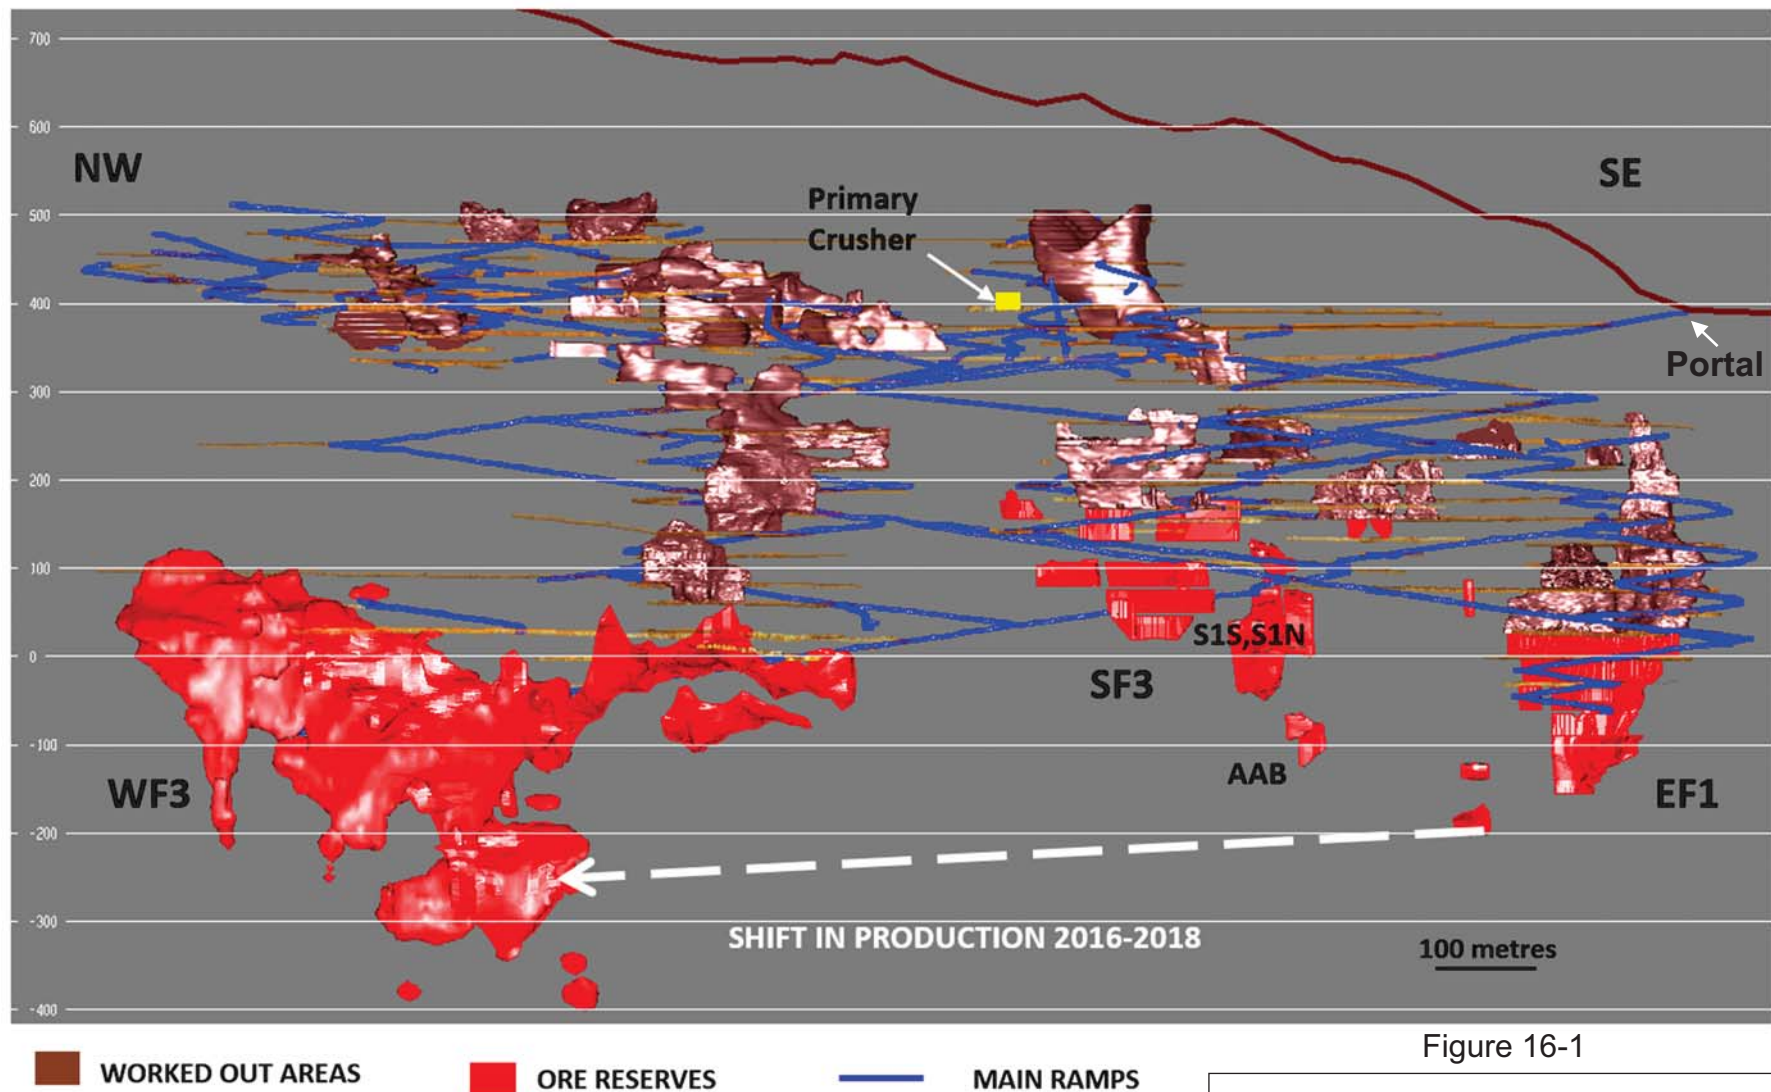 700
600
NW
SE
Primary
Crusher
500
400
Portal
300
200
100
0
S1S,S1N
SF3
-100
AAB
WF3
EF1
-200
-300
SHIFT IN PRODUCTION 2016-2018
100 metres
-400
Figure 16-1
WORKED OUT AREAS
ORE RESERVES
MAIN RAMPS